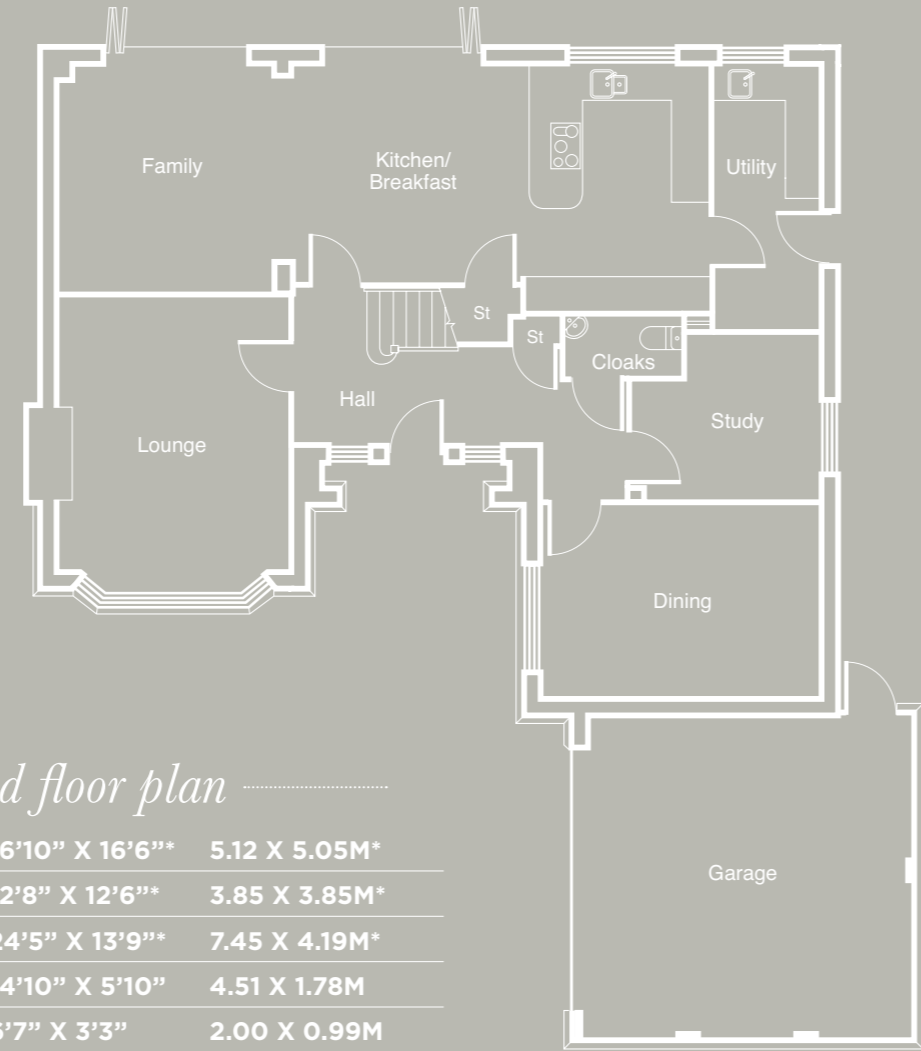 Family
Kitchen/
Breakfast
Utility
St
St
Cloaks
Hall
Study
Lounge
Dining
Garage
d floor plan
6’10” X 16’6”* 5.12 X 5.05M*
2’8” X 12’6”* 3.85 X 3.85M*
24’5” X 13’9”* 7.45 X 4.19M*
4’10” X 5’10” 4.51 X 1.78M
6’7” X 3’3” 2.00 X 0.99M